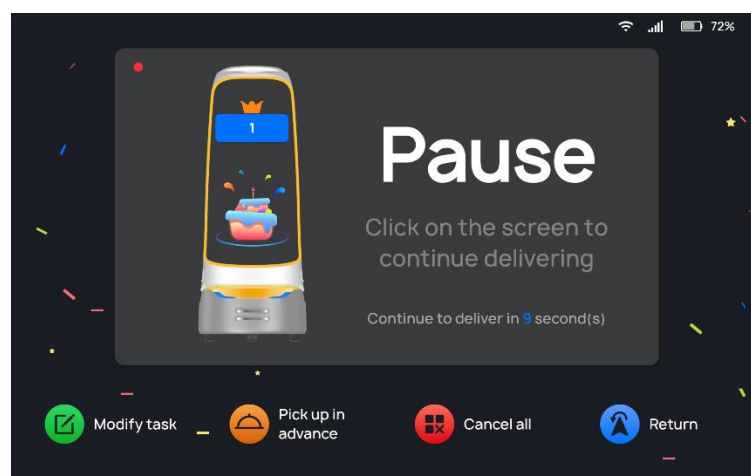 72%
1
Pause
Click on the screen to
continue delivering
Continue to deliver in 9 second(s)
Modify task
Pick up in
advance
Cancel all
Return